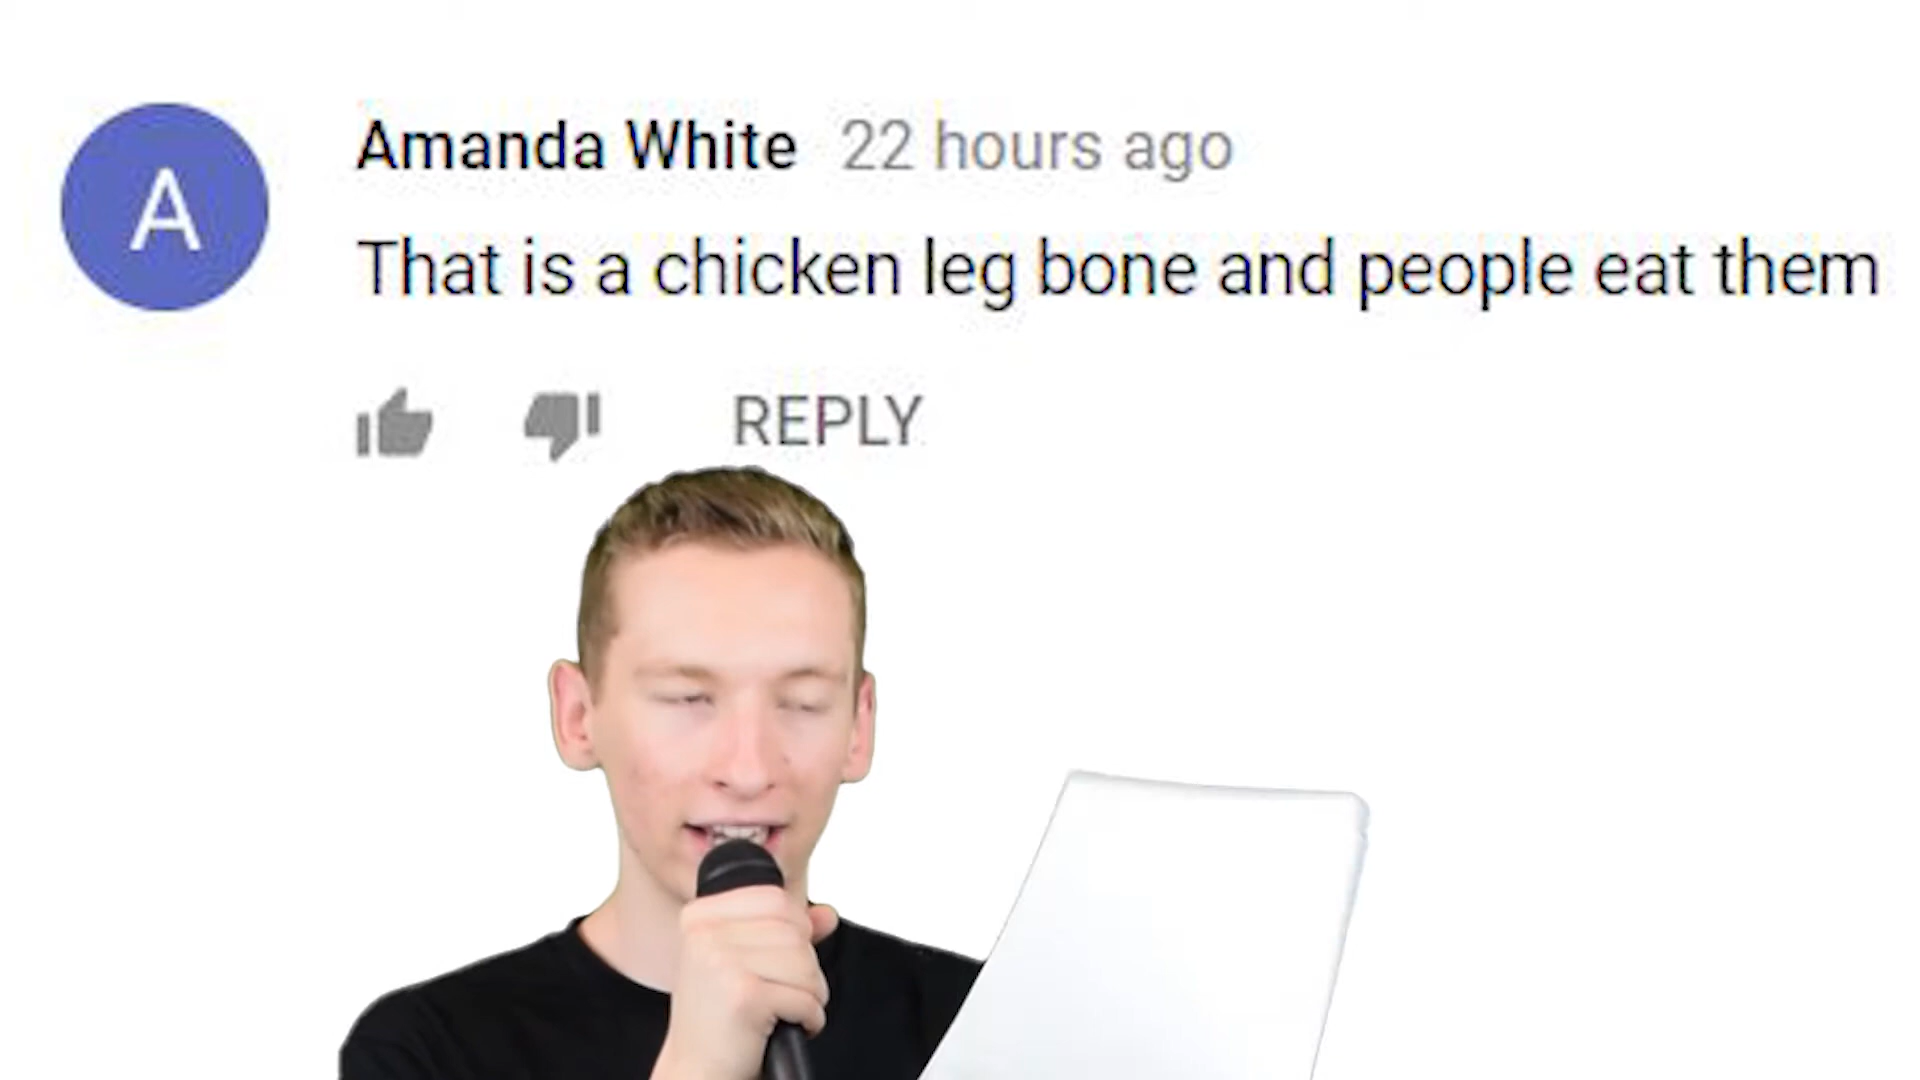 A
Amanda White 22 hours ago
That is a chicken leg bone and people eat them
REPLY